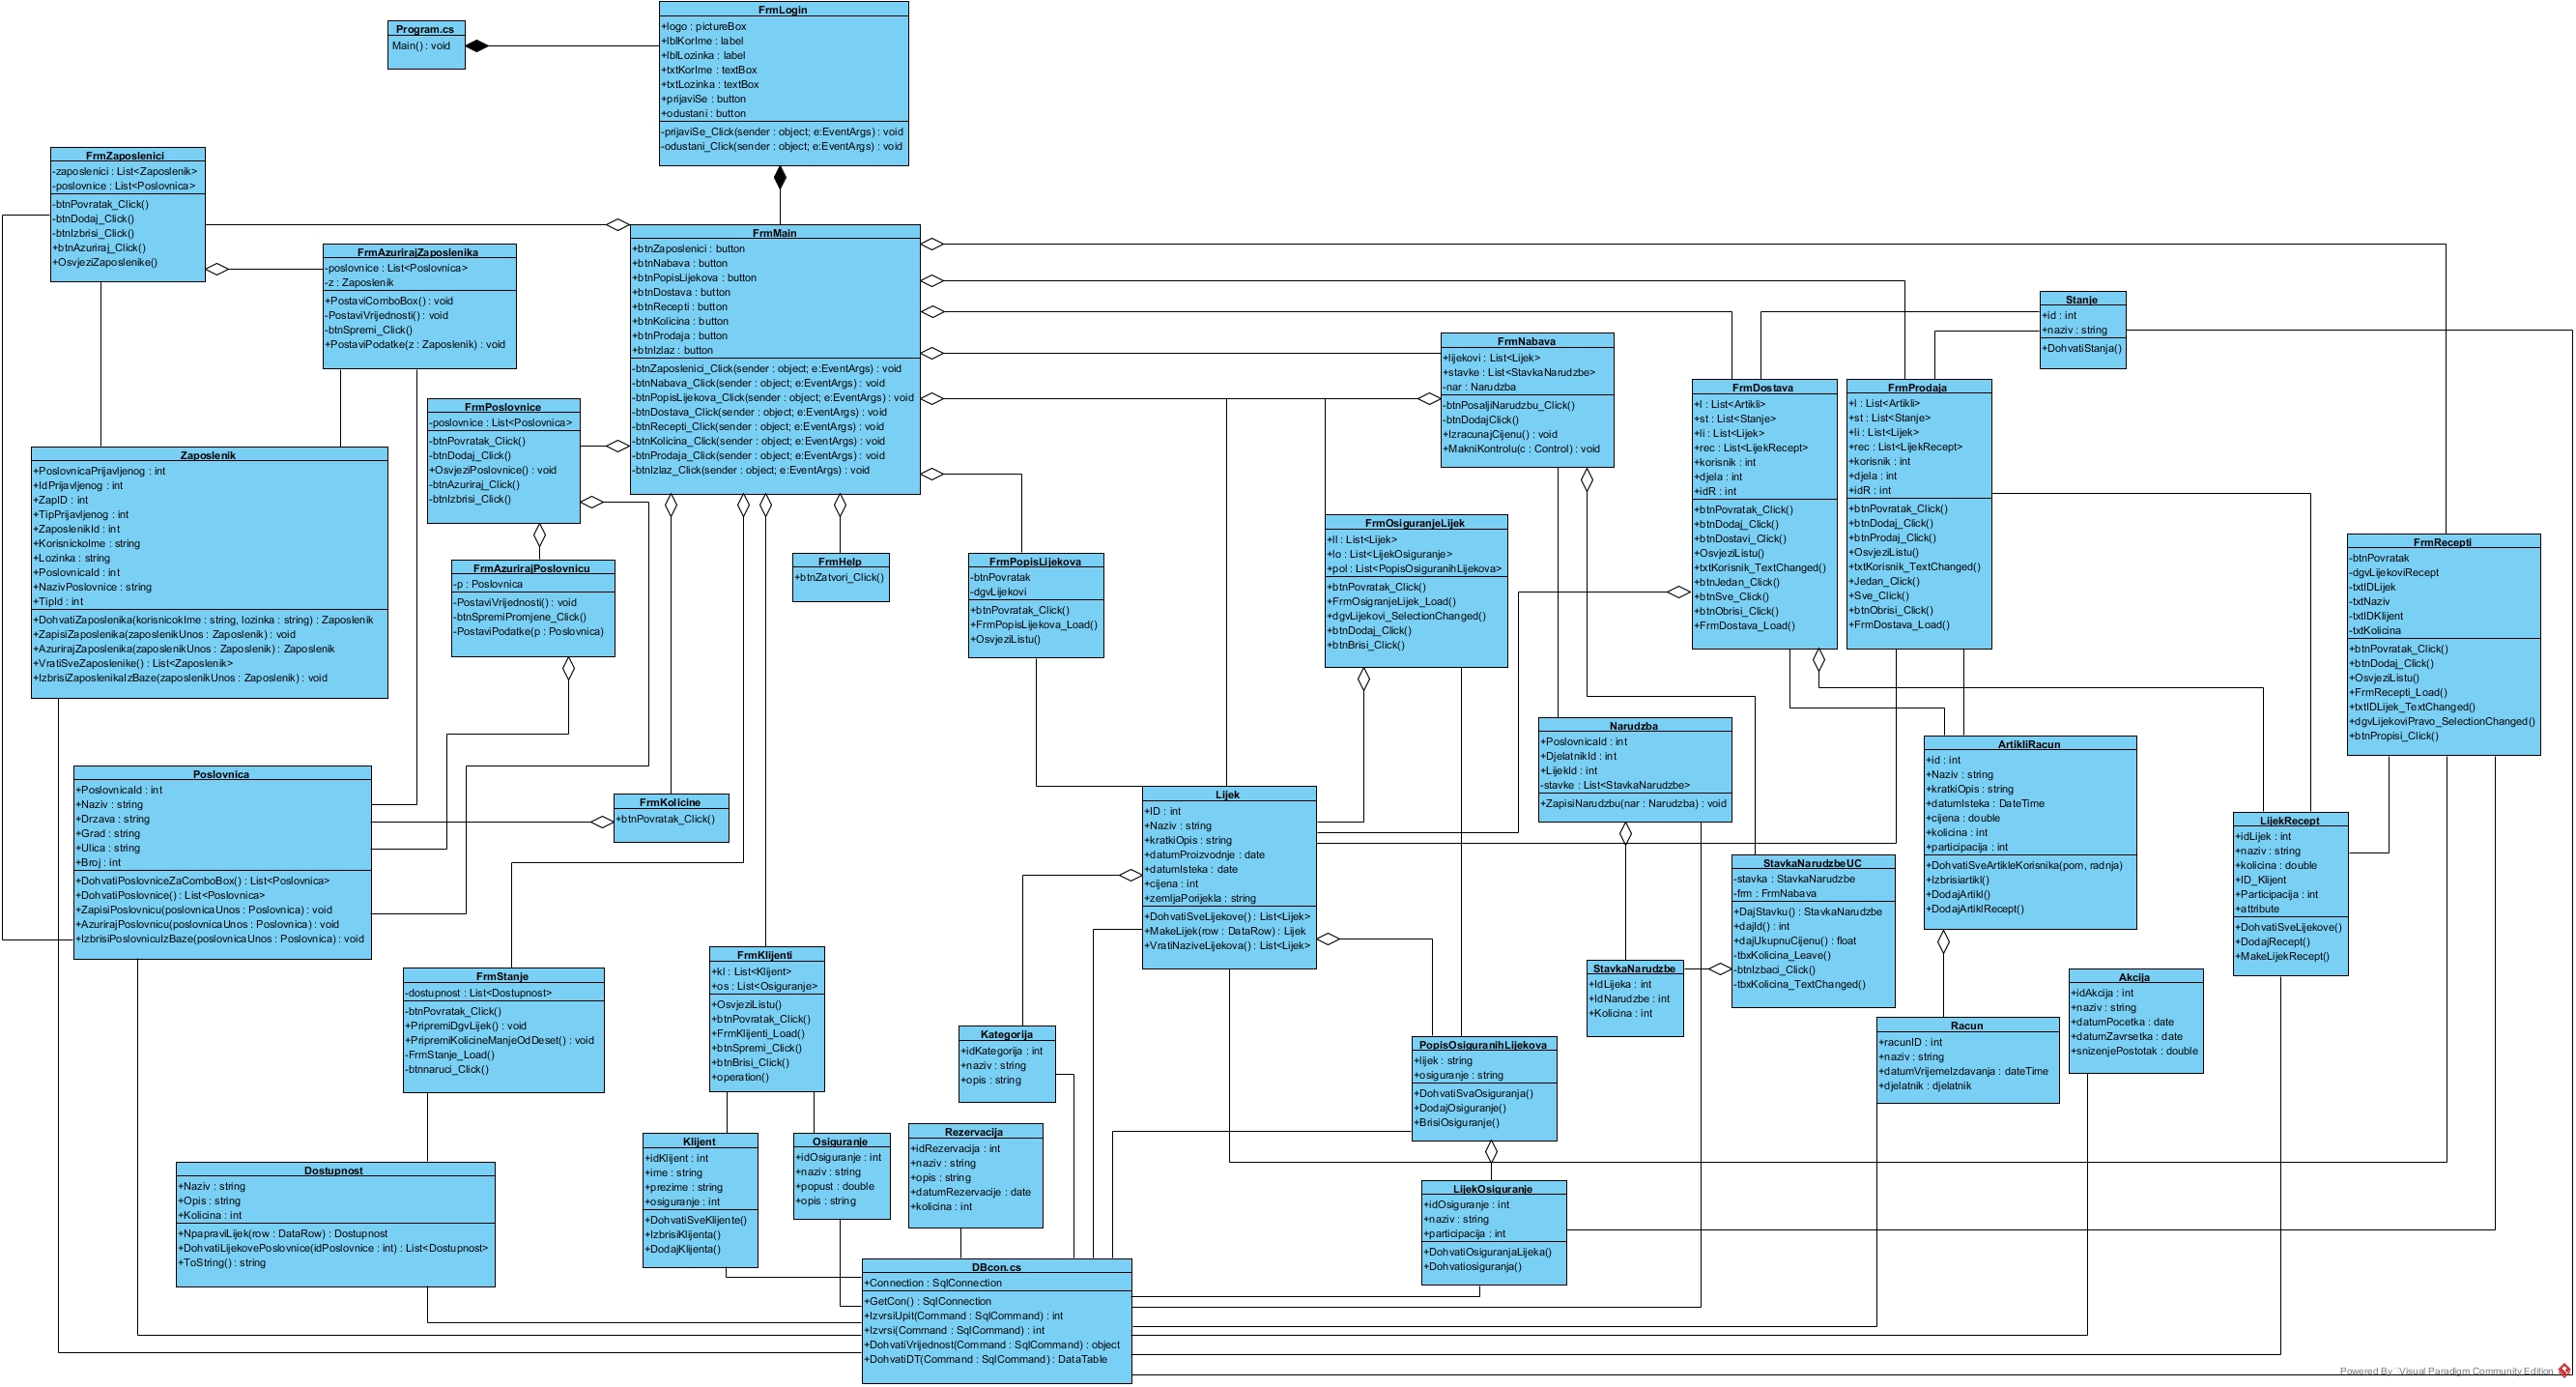 Program.cs
Main() : void
FrmLogin
+logo : pictureBox
+lblKorIme : label
+lblLozinka : label
+txtKorIme : textBox
+txtLozinka : textBox
+prijaviSe : button
+odustani : button
-prijaviSe_Click(sender : object; e:EventArgs) : void
-odustani_Click(sender : object; e:EventArgs) : void
FrmZaposlenici
-zaposlenici : List<Zaposlenik>
-poslovnice : List<Poslovnica>
-btnPovratak_Click()
-btnDodaj_Click()
-btnIzbrisi_Click()
+btnAzuriraj_Click()
+OsvjeziZaposlenike()
FrmAzurirajZaposlenika
-poslovnice : List<Poslovnica>
-z : Zaposlenik
+PostaviComboBox() : void
-PostaviVrijednosti() : void
-btnSpremi_Click()
+PostaviPodatke(z : Zaposlenik) : void
FrmMain
+btnZaposlenici : button
+btnNabava : button
+btnPopisLijekova : button
+btnDostava : button
+btnRecepti : button
+btnKolicina : button
+btnProdaja : button
+btnIzlaz : button
-btnZaposlenici_Click(sender : object; e:EventArgs) : void
-btnNabava_Click(sender : object; e:EventArgs) : void
-btnPopisLijekova_Click(sender : object; e:EventArgs) : void
-btnDostava_Click(sender : object; e:EventArgs) : void
-btnRecepti_Click(sender : object; e:EventArgs) : void
-btnKolicina_Click(sender : object; e:EventArgs) : void
-btnProdaja_Click(sender : object; e:EventArgs) : void
-btnIzlaz_Click(sender : object; e:EventArgs) : void
Stanje
+id : int
+naziv : string
+DohvatiStanja()
FrmNabava
+lijekovi : List<Lijek>
+stavke : List<StavkaNarudzbe>
-nar : Narudzba
-btnPosaljiNarudzbu_Click()
-btnDodajClick()
+IzracunajCijenu() : void
+MakniKontrolu(c : Control) : void
FrmDostava
+l : List<Artikli>
+st : List<Stanje>
+li : List<Lijek>
+rec : List<LijekRecept>
+korisnik : int
+djela : int
+idR : int
+btnPovratak_Click()
+btnDodaj_Click()
+btnDostavi_Click()
+OsvjeziListu()
+txtKorisnik_TextChanged()
+btnJedan_Click()
+btnSve_Click()
+btnObrisi_Click()
+FrmDostava_Load()
FrmProdaja
+l : List<Artikli>
+st : List<Stanje>
+li : List<Lijek>
+rec : List<LijekRecept>
+korisnik : int
+djela : int
+idR : int
+btnPovratak_Click()
+btnDodaj_Click()
+btnProdaj_Click()
+OsvjeziListu()
+txtKorisnik_TextChanged()
+Jedan_Click()
+Sve_Click()
+btnObrisi_Click()
+FrmDostava_Load()
FrmPoslovnice
-poslovnice : List<Poslovnica>
-btnPovratak_Click()
-btnDodaj_Click()
+OsvjeziPoslovnice() : void
-btnAzuriraj_Click()
-btnIzbrisi_Click()
Zaposlenik
+PoslovnicaPrijavljenog : int
+IdPrijavljenog : int
+ZapID : int
+TipPrijavljenog : int
+ZaposlenikId : int
+KorisnickoIme : string
+Lozinka : string
+PoslovnicaId : int
+NazivPoslovnice : string
+TipId : int
+DohvatiZaposlenika(korisnicokIme : string, lozinka : string) : Zaposlenik
+ZapisiZaposlenika(zaposlenikUnos : Zaposlenik) : void
+AzurirajZaposlenika(zaposlenikUnos : Zaposlenik) : Zaposlenik
+VratiSveZaposlenike() : List<Zaposlenik>
+IzbrisiZaposlenikaIzBaze(zaposlenikUnos : Zaposlenik) : void
FrmAzurirajPoslovnicu
-p : Poslovnica
-PostaviVrijednosti() : void
-btnSpremiPromjene_Click()
-PostaviPodatke(p : Poslovnica)
FrmHelp
+btnZatvori_Click()
FrmPopisLijekova
-btnPovratak
-dgvLijekovi
+btnPovratak_Click()
+FrmPopisLijekova_Load()
+OsvjeziListu()
FrmOsiguranjeLijek
+ll : List<Lijek>
+lo : List<LijekOsiguranje>
+pol : List<PopisOsiguranihLijekova>
+btnPovratak_Click()
+FrmOsigranjeLijek_Load()
+dgvLijekovi_SelectionChanged()
+btnDodaj_Click()
+btnBrisi_Click()
FrmRecepti
-btnPovratak
-dgvLijekoviRecept
-txtIDLijek
-txtNaziv
-txtIDKlijent
-txtKolicina
+btnPovratak_Click()
+btnDodaj_Click()
+OsvjeziListu()
+FrmRecepti_Load()
+txtIDLijek_TextChanged()
+dgvLijekoviPravo_SelectionChanged()
+btnPropisi_Click()
Poslovnica
+PoslovnicaId : int
+Naziv : string
+Drzava : string
+Grad : string
+Ulica : string
+Broj : int
+DohvatiPoslovniceZaComboBox() : List<Poslovnica>
+DohvatiPoslovnice() : List<Poslovnica>
+ZapisiPoslovnicu(poslovnicaUnos : Poslovnica) : void
+AzurirajPoslovnicu(poslovnicaUnos : Poslovnica) : void
+IzbrisiPoslovnicuIzBaze(poslovnicaUnos : Poslovnica) : void
FrmKolicine
+btnPovratak_Click()
Lijek
+ID : int
+Naziv : string
+kratkiOpis : string
+datumProizvodnje : date
+datumIsteka : date
+cijena : int
+zemljaPorijekla : string
+DohvatiSveLijekove() : List<Lijek>
+MakeLijek(row : DataRow) : Lijek
+VratiNaziveLijekova() : List<Lijek>
Narudzba
+PoslovnicaId : int
+DjelatnikId : int
+LijekId : int
-stavke : List<StavkaNarudzbe>
+ZapisiNarudzbu(nar : Narudzba) : void
ArtikliRacun
+id : int
+Naziv : string
+kratkiOpis : string
+datumIsteka : DateTime
+cijena : double
+kolicina : int
+participacija : int
+DohvatiSveArtikleKorisnika(pom, radnja)
+Izbrisiartikl()
+DodajArtikl()
+DodajArtiklRecept()
LijekRecept
+idLijek : int
+naziv : string
+kolicina : double
+ID_Klijent
+Participacija : int
+attribute
+DohvatiSveLijekove()
+DodajRecept()
+MakeLijekRecept()
StavkaNarudzbeUC
-stavka : StavkaNarudzbe
-frm : FrmNabava
+DajStavku() : StavkaNarudzbe
+dajId() : int
+dajUkupnuCijenu() : float
-tbxKolicina_Leave()
-btnIzbaci_Click()
-tbxKolicina_TextChanged()
StavkaNarudzbe
+IdLijeka : int
+IdNarudzbe : int
+Kolicina : int
FrmStanje
-dostupnost : List<Dostupnost>
-btnPovratak_Click()
+PripremiDgvLijek() : void
+PripremiKolicineManjeOdDeset() : void
-FrmStanje_Load()
-btnnaruci_Click()
FrmKlijenti
+kl : List<Klijent>
+os : List<Osiguranje>
+OsvjeziListu()
+btnPovratak_Click()
+FrmKlijenti_Load()
+btnSpremi_Click()
+btnBrisi_Click()
+operation()
Kategorija
+idKategorija : int
+naziv : string
+opis : string
PopisOsiguranihLijekova
+lijek : string
+osiguranje : string
+DohvatiSvaOsiguranja()
+DodajOsiguranje()
+BrisiOsiguranje()
Racun
+racunID : int
+naziv : string
+datumVrijemeIzdavanja : dateTime
+djelatnik : djelatnik
Akcija
+idAkcija : int
+naziv : string
+datumPocetka : date
+datumZavrsetka : date
+snizenjePostotak : double
Klijent
+idKlijent : int
+ime : string
+prezime : string
+osiguranje : int
+DohvatiSveKlijente()
+IzbrisiKlijenta()
+DodajKlijenta()
Osiguranje
+idOsiguranje : int
+naziv : string
+popust : double
+opis : string
Rezervacija
+idRezervacija : int
+naziv : string
+opis : string
+datumRezervacije : date
+kolicina : int
Dostupnost
+Naziv : string
+Opis : string
+Kolicina : int
+NpapraviLijek(row : DataRow) : Dostupnost
+DohvatiLijekovePoslovnice(idPoslovnice : int) : List<Dostupnost>
+ToString() : string
LijekOsiguranje
+idOsiguranje : int
+naziv : string
+participacija : int
+DohvatiOsiguranjaLijeka()
+Dohvatiosiguranja()
DBcon.cs
+Connection : SqlConnection
+GetCon() : SqlConnection
+IzvrsiUpit(Command : SqlCommand) : int
+Izvrsi(Command : SqlCommand) : int
+DohvatiVrijednost(Command : SqlCommand) : object
+DohvatiDT(Command : SqlCommand) : DataTable
Powered By Visual Paradigm Community Edition